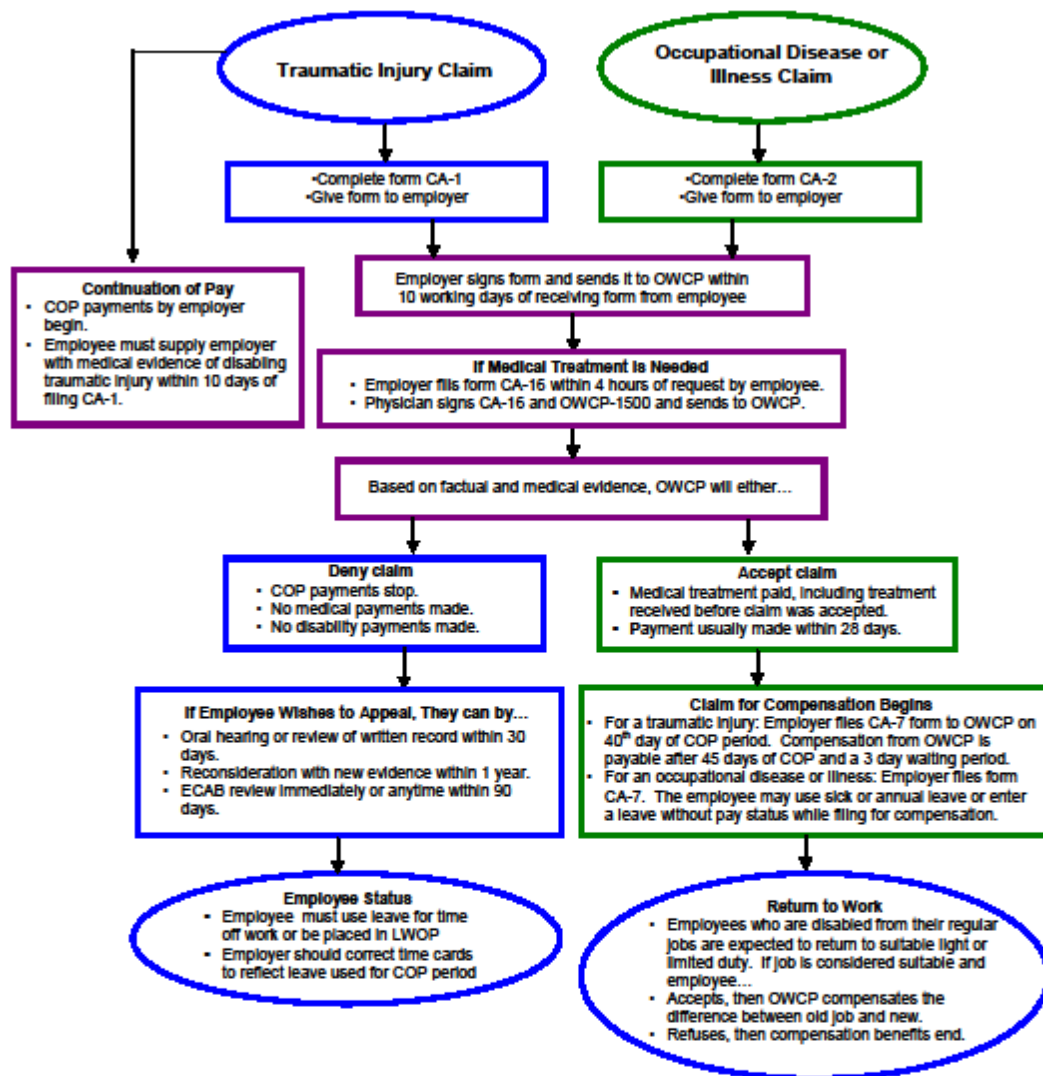 Traumatic Injury Claim
Occupational Disease or
Illness Claim
▪Complete form CA-1
▪Give form to employer
▪Complete form CA-2
▪Give form to employer
Continuation of Pay
▪ COP payments by employer
begin.
▪ Employee must supply employer
with medical evidence of disabling
traumatic injury within 10 days of
filing CA-1.
Employer signs form and sends it to OWCP within
10 working days of receiving form from employee
If Medical Treatment is Needed
▪ Employer fills form CA-16 within 4 hours of request by employee.
▪ Physician signs CA-16 and OWCP-1500 and sends to OWCP.
Based on factual and medical evidence, OWCP will either…
Deny claim
▪ COP payments stop.
▪ No medical payments made.
▪ No disability payments made.
Accept claim
▪ Medical treatment paid, including treatment
received before claim was accepted.
▪ Payment usually made within 28 days.
If Employee Wishes to Appeal, They can by…
▪ Oral hearing or review of written record within 30
days.
▪ Reconsideration with new evidence within 1 year.
▪ ECAB review immediately or anytime within 90
days.
Claim for Compensation Begins
▪ For a traumatic injury: Employer files CA-7 form to OWCP on
40th day of COP period. Compensation from OWCP is
payable after 45 days of COP and a 3 day waiting period.
▪ For an occupational disease or illness: Employer files form
CA-7. The employee may use sick or annual leave or enter
a leave without pay status while filing for compensation.
Employee Status
▪ Employee must use leave for time
off work or be placed in LWOP
▪ Employer should correct time cards
to reflect leave used for COP period
Return to Work
▪ Employees who are disabled from their regular
jobs are expected to return to suitable light or
limited duty. If job is considered suitable and
employee…
▪ Accepts, then OWCP compensates the
difference between old job and new.
▪ Refuses, then compensation benefits end.